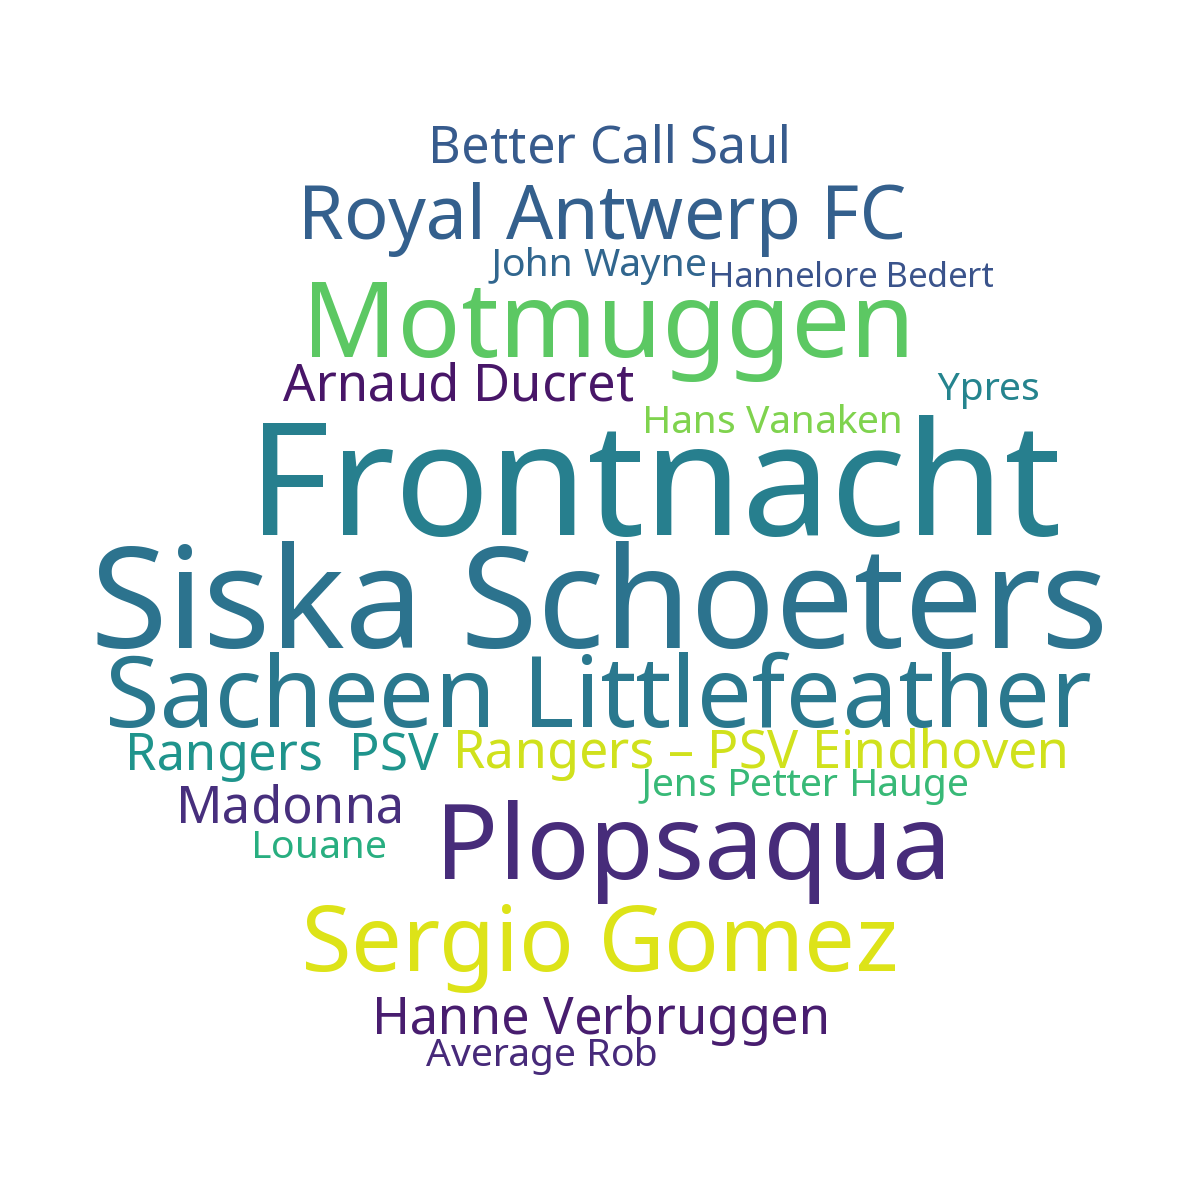 Better Call Saul
Royal Antwerp FC
John Wayne
Hannelore Bedert
Motmuggen
Arnaud Ducret
Ypres
Hans Vanaken
Frontnacht
Siska Schoeters
Sacheen Littlefeather
Rangers PSV
Rangers – PSV Eindhoven
Jens Petter Hauge
Madonna
Plopsaqua
Louane
Sergio Gomez
Hanne Verbruggen
Average Rob